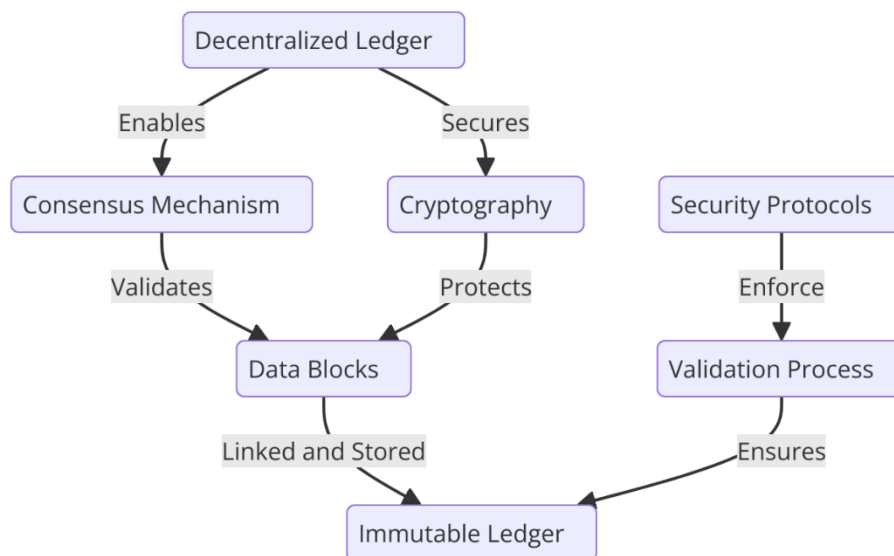 Decentralized Ledger
Enables
Secures
Consensus Mechanism
Cryptography
Security Protocols
Validates
Protects
Enforce
Data Blocks
Validation Process
Linked and Stored
Ensures
Immutable Ledger